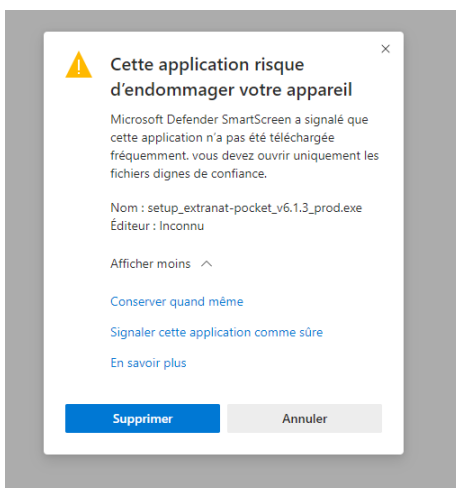 Cette application risque
d'endommager votre appareil
Microsoft Defender SmartScreen a signalé que
cette application n'a pas été téléchargée
fréquemment. vous devez ouvrir uniquement les
fichiers dignes de confiance.
Nom : setup_extranat-pocket_v6.1.3_prod.exe
Éditeur : Inconnu
Afficher moins
Conserver quand même
Signaler cette application comme sûre
En savoir plus
Supprimer
Annuler